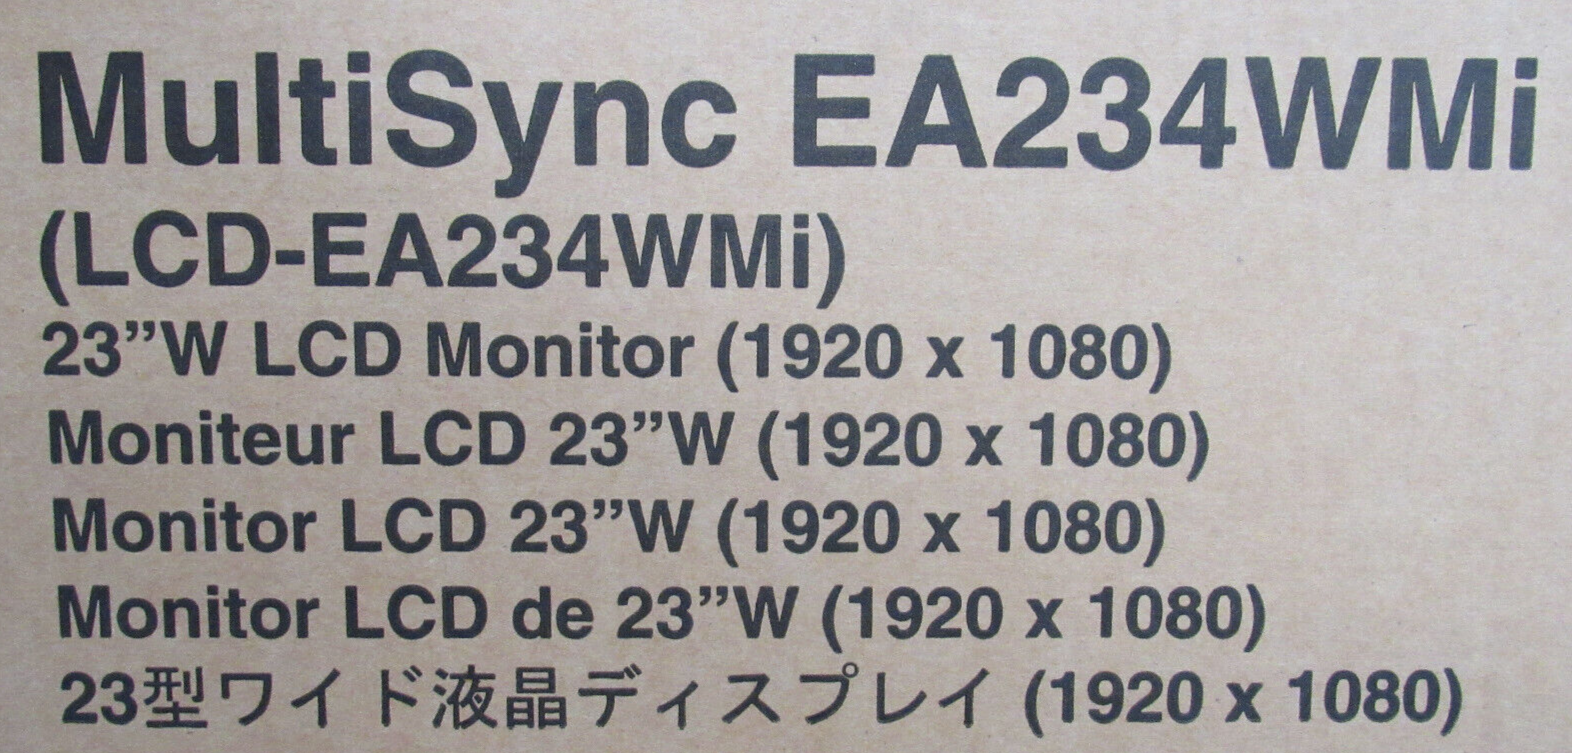 MultiSync EA234WMi
(LCD-EA234WMi)
23”W LCD Monitor (1920 x 1080)
Moniteur LCD 23”W (1920 x 1080)
Monitor LCD 23”W (1920 x 1080)
Monitor LCD de 23”W (1920 x 1080)
23型ワイド液晶ディスプレイ (1920 x 1080)